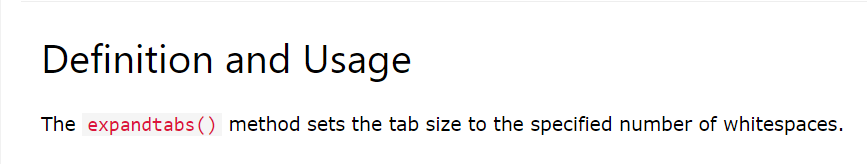 Definition and Usage
The expandtabs() method sets the tab size to the specified number of whitespaces.